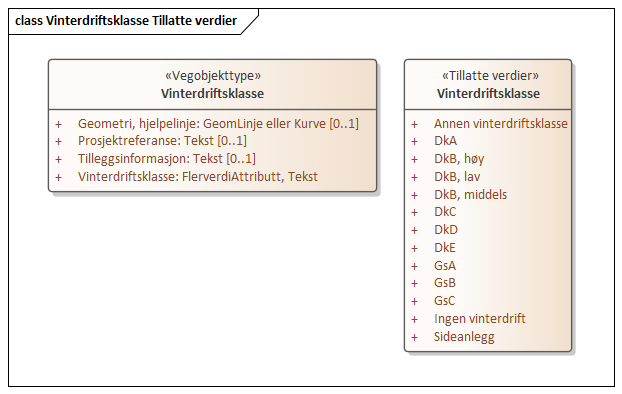 class Vinterdriftsklasse Tillatte verdier
«Vegobjekttype»
Vinterdriftsklasse
+ Geometri, hjelpelinje: GeomLinje eller Kurve [0..1]
+ Prosjektreferanse: Tekst [0..1]
+ Tilleggsinformasjon: Tekst [0..1]
+ Vinterdriftsklasse: FlerverdiAttributt, Tekst
«Tillatte verdier»
Vinterdriftsklasse
+ Annen vinterdriftsklasse
+ DkA
+ DkB, høy
+ DkB, lav
+ DkB, middels
+ DkC
+ DkD
+ DkE
+ GsA
+ GsB
+ GsC
+ Ingen vinterdrift
+ Sideanlegg